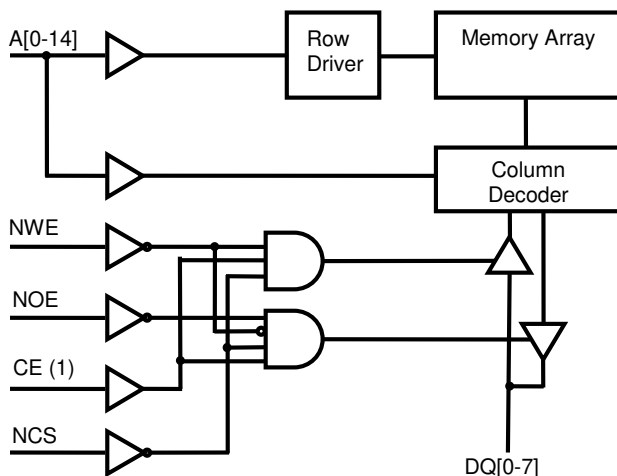 A[0-14]
Row
Driver
Memory Array
Column
Decoder
NWE
NOE
CE (1)
NCS
DQ[0-7]